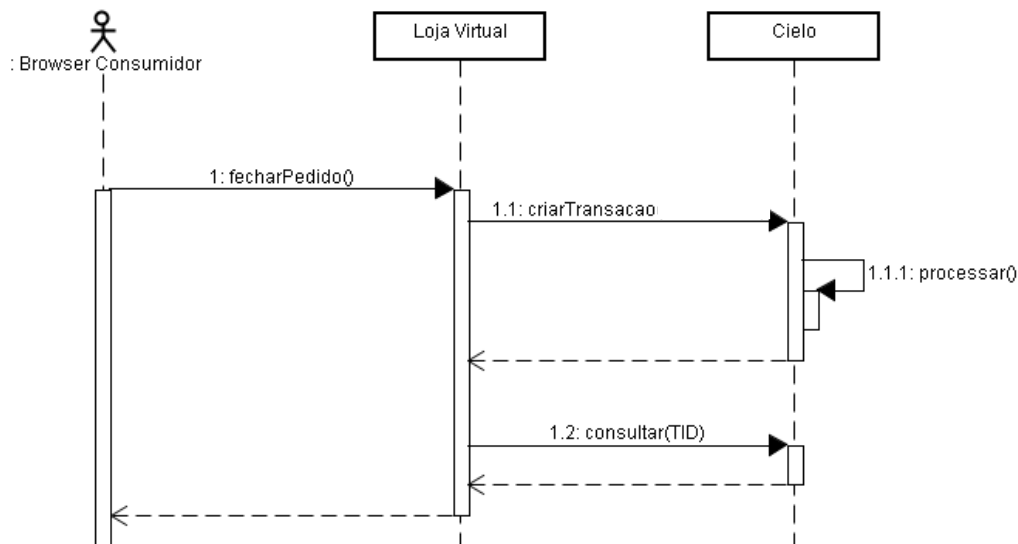 Loja Virtual
Cielo
: Browser Consumidor
1: fecharPedido()
1.1: criarTransacao
1.1.1: processar()
1.2: consultar(TID)